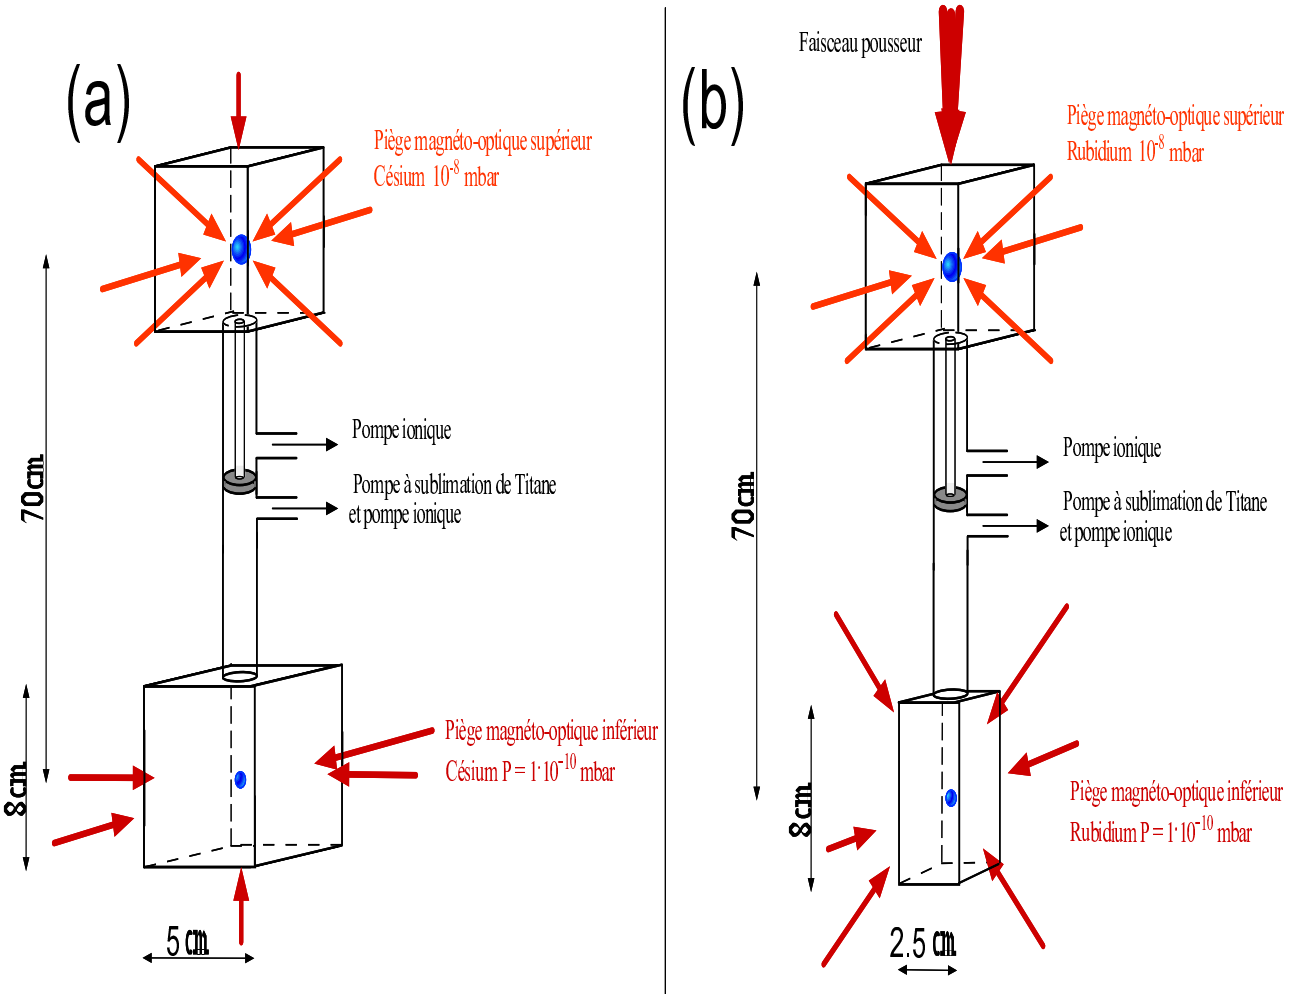 (a)
Piège magnéto-optique supérieur
Césium 10-8 mbar
Pompe ionique
Pompe à sublimation de Titane
et pompe ionique
70cm
Piège magnéto-optique inférieur
Césium P = 1·10-10 mbar
8cm
5 cm
(b)
Faisceau pousseur
Piège magnéto-optique supérieur
Rubidium 10-8 mbar
Pompe ionique
Pompe à sublimation de Titane
et pompe ionique
70cm
Piège magnéto-optique inférieur
Rubidium P = 1·10-10 mbar
8cm
2.5 cm